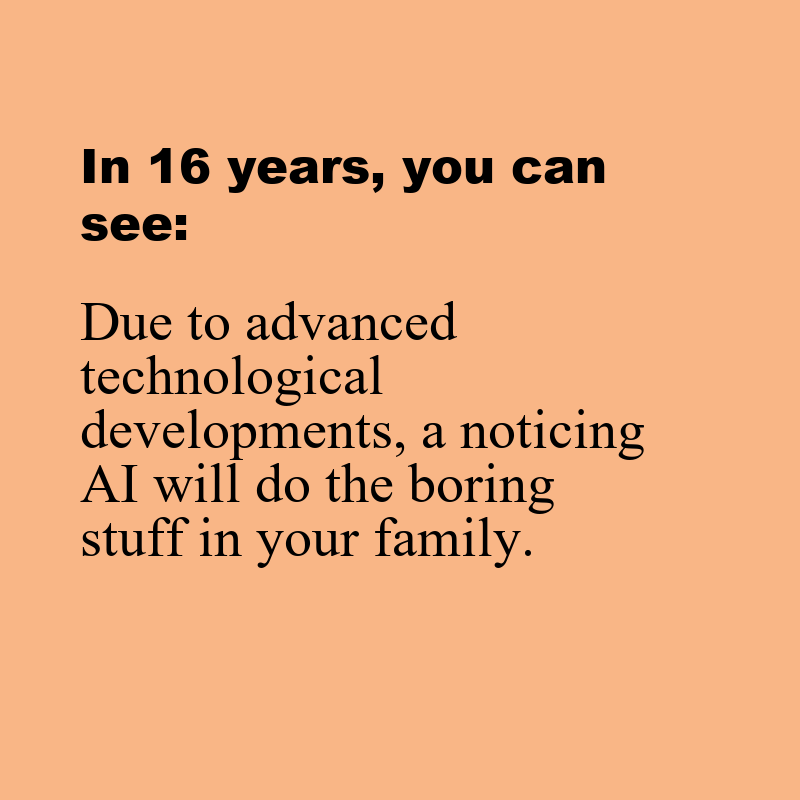 In 16 years, you can
see:
Due to advanced
technological
developments, a noticing
AI will do the boring
stuff in your family.